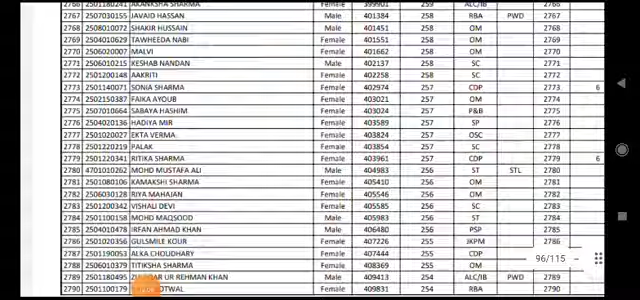 2766 2501180241 AKANKSHA SHARMA Female 399901 259 ALC/IB 2766
2767 2507030155 JAVAID HASSAN Male 401384 258 RBA PWD 2767
2768 2508010072 SHAKIR HUSSAIN Male 401451 258 OM 2768
2769 2504010629 TAWHEEDA NABI Female 401551 258 OM 2769
2770 2506020007 MALVI Female 401662 258 OM 2770
2771 2506010215 KESHAB NANDAN Male 402137 258 SC 2771
2772 2501200148 AAKRITI Female 402258 258 SC 2772
2773 2501140071 SONIA SHARMA Female 402974 257 CDP 2773 6
2774 2502150387 FAIKA AYOUB Female 403021 257 OM 2774
2775 2507010664 SABAYA HASHIM Female 403408 257 P&B 2775
2776 2504020136 HADIYA MIR Female 403589 257 SP 2776
2777 2501020027 EKTA VERMA Female 403824 257 OSC 2777
2778 2501220219 PALAK Female 403854 257 SC 2778
2779 2501220341 RITIKA SHARMA Female 403961 257 CDP 2779 6
2780 4701010262 MOHD MUSTAFA ALI Male 404983 256 ST STL 2780
2781 2501080106 KAMAKSHI SHARMA Female 405410 256 OM 2781
2782 2506030128 RIYA MAHAJAN Female 405546 256 OM 2782
2783 2501200342 VISHALI DEVI Female 405585 256 SC 2783
2784 2501100158 MOHD MAQSOOD Male 405983 256 ST 2784
2785 2504010478 IRFAN AHMAD KHAN Male 406480 256 PSP 2785
2786 2501020356 GULSMILE KOUR Female 407226 255 JKPM 2786
2787 2501190053 ALKA CHOUDHARY Female 407444 255 CDP
2788 2506010379 TITIKSHA SHARMA Female 408369 255 OM
96/115
2789 2501180495 UR REHMAN KHAN Male 409413 254 ALC/IB PWD 2789
2790 2501100179 Female 409831 254 RBA 2790